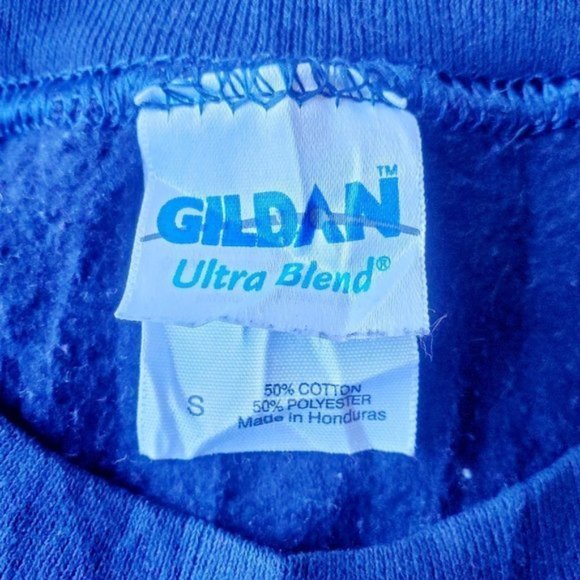 GILDAN™
Ultra Blend®
S
50% COTTON
50% POLYESTER
Made in Honduras